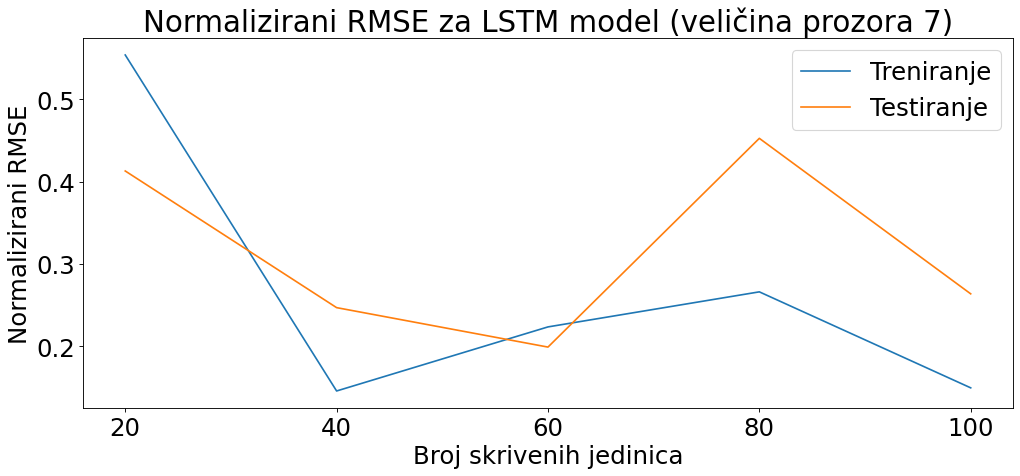 Normalizirani RMSE za LSTM model (veličina prozora 7)
Treniranje
Testiranje
Normalizirani RMSE
0.5
0.4
0.3
0.2
20 40 60 80 100
Broj skrivenih jedinica